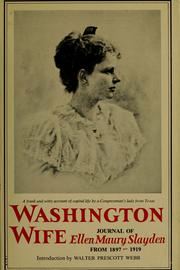 A frank and witty account of capital life by a Congressman's lady from Texas
WASHINGTON
WIFE
JOURNAL OF
Ellen Maury Slayden
FROM 1897-1919
Introduction by WALTER PRESCOTT WEBB